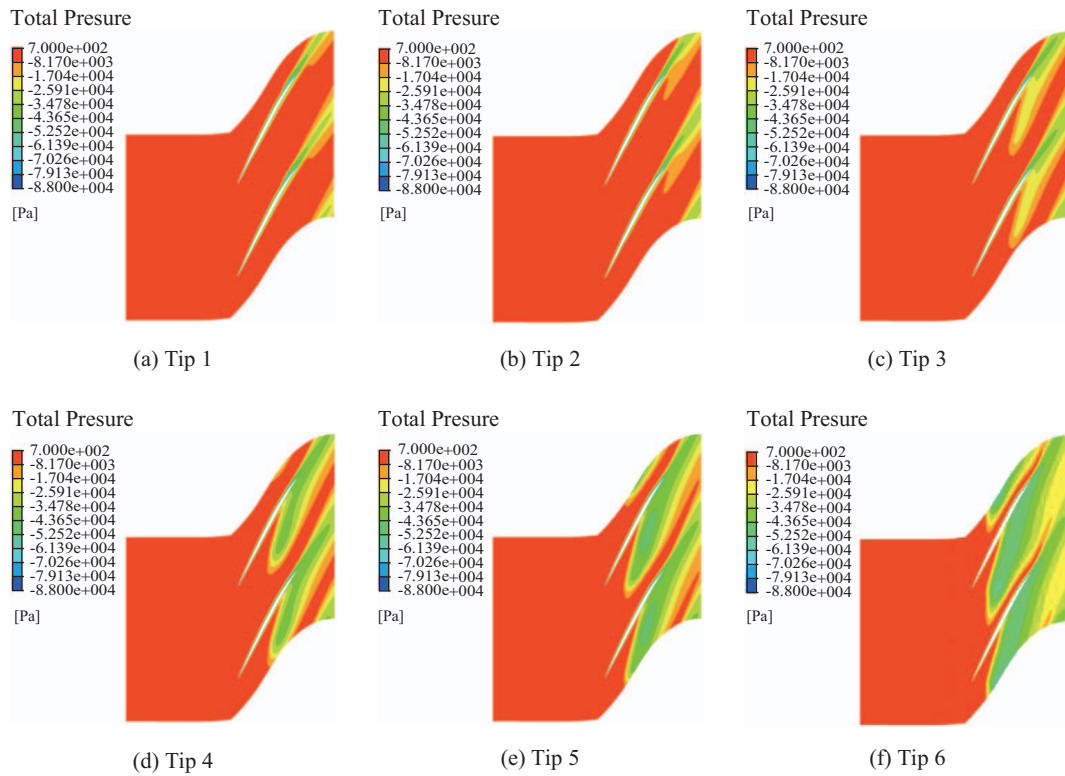 Total Presure
7.000e+002
-8.170e+003
-1.704e+004
-2.591e+004
-3.478e+004
-4.365e+004
-5.252e+004
-6.139e+004
-7.026e+004
-7.913e+004
-8.800e+004
[Pa]
(a) Tip 1
Total Presure
7.000e+002
-8.170e+003
-1.704e+004
-2.591e+004
-3.478e+004
-4.365e+004
-5.252e+004
-6.139e+004
-7.026e+004
-7.913e+004
-8.800e+004
[Pa]
(b) Tip 2
Total Presure
7.000e+002
-8.170e+003
-1.704e+004
-2.591e+004
-3.478e+004
-4.365e+004
-5.252e+004
-6.139e+004
-7.026e+004
-7.913e+004
-8.800e+004
[Pa]
(c) Tip 3
Total Presure
7.000e+002
-8.170e+003
-1.704e+004
-2.591e+004
-3.478e+004
-4.365e+004
-5.252e+004
-6.139e+004
-7.026e+004
-7.913e+004
-8.800e+004
[Pa]
(d) Tip 4
Total Presure
7.000e+002
-8.170e+003
-1.704e+004
-2.591e+004
-3.478e+004
-4.365e+004
-5.252e+004
-6.139e+004
-7.026e+004
-7.913e+004
-8.800e+004
[Pa]
(e) Tip 5
Total Presure
7.000e+002
-8.170e+003
-1.704e+004
-2.591e+004
-3.478e+004
-4.365e+004
-5.252e+004
-6.139e+004
-7.026e+004
-7.913e+004
-8.800e+004
[Pa]
(f) Tip 6